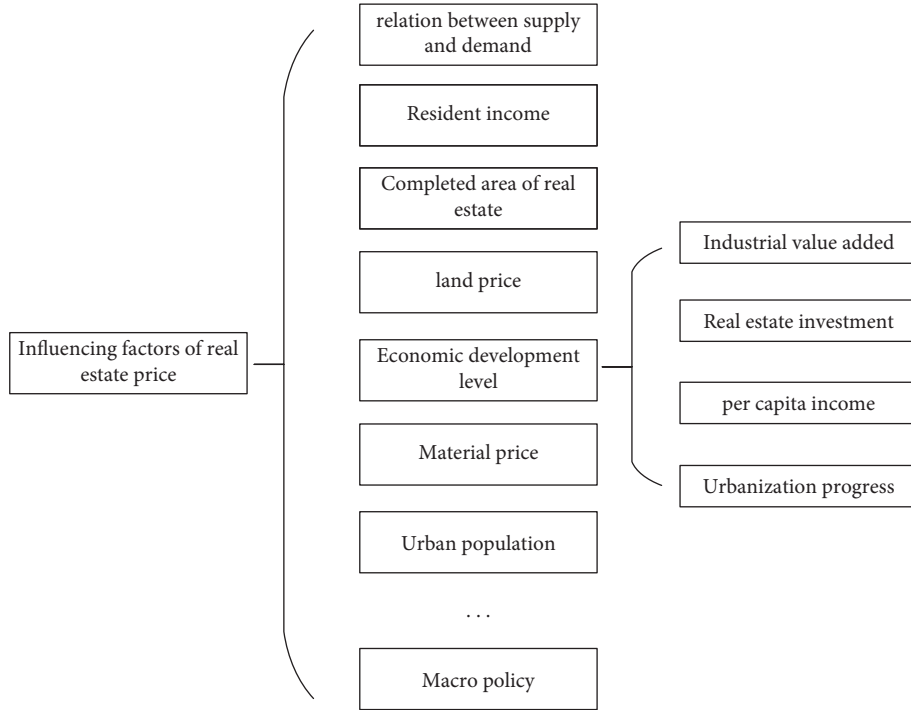 Influencing factors of real
estate price
relation between supply
and demand
Resident income
Completed area of real
estate
land price
Economic development
level
Material price
Urban population
...
Macro policy
Industrial value added
Real estate investment
per capita income
Urbanization progress